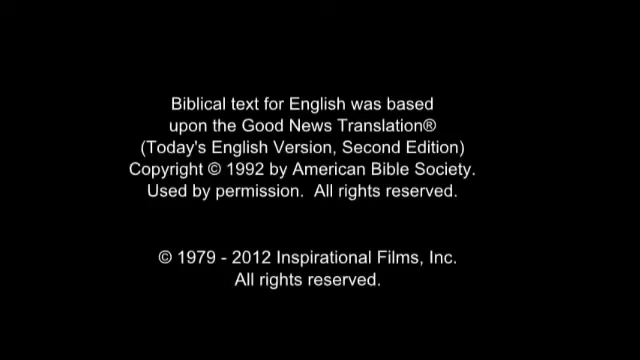 Biblical text for English was based
upon the Good News Translation®
(Today's English Version, Second Edition)
Copyright © 1992 by American Bible Society.
Used by permission.  All rights reserved.
© 1979 - 2012 Inspirational Films, Inc.
All rights reserved.